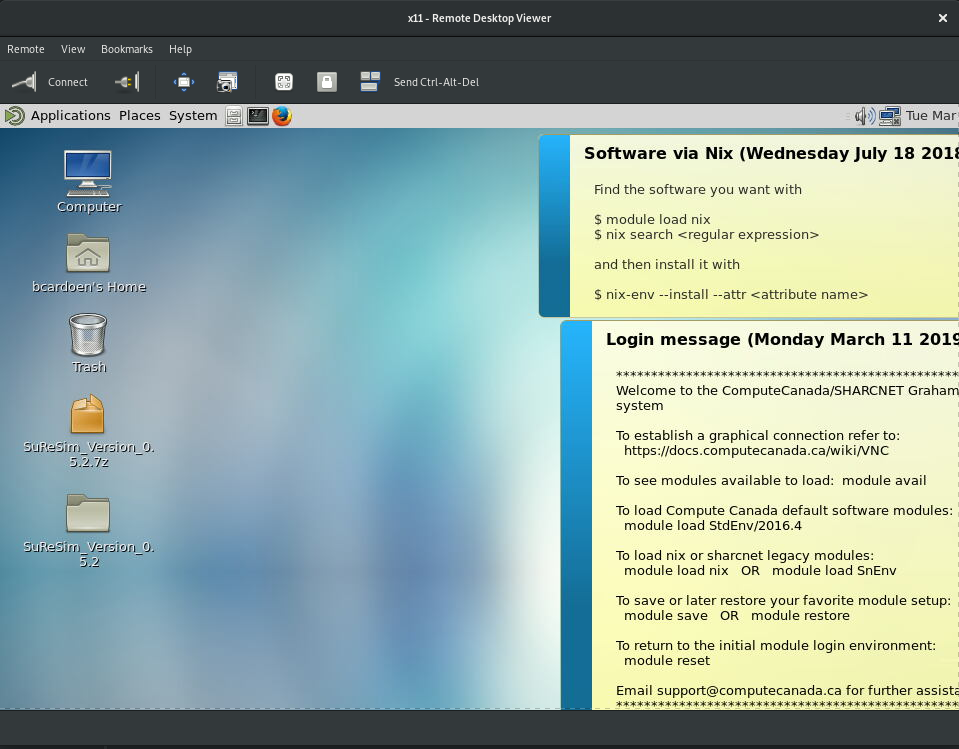 x11 - Remote Desktop Viewer
Remote View Bookmarks Help
Connect Send Ctrl-Alt-Del
Applications Places System Tue Mar
Computer
bcardoen's Home
Trash
SuReSim_Version_0.
5.2.7z
SuReSim_Version_0.
5.2
Software via Nix (Wednesday July 18 2018
Find the software you want with
$ module load nix
$ nix search <regular expression>
and then install it with
$ nix-env --install --attr <attribute name>
Login message (Monday March 11 2019
*************************************************
Welcome to the ComputeCanada/SHARCNET Graham
system
To establish a graphical connection refer to:
https://docs.computecanada.ca/wiki/VNC
To see modules available to load: module avail
To load Compute Canada default software modules:
module load StdEnv/2016.4
To load nix or sharcnet legacy modules:
module load nix OR module load SnEnv
To save or later restore your favorite module setup:
module save OR module restore
To return to the initial module login environment:
module reset
Email support@computecanada.ca for further assista
*************************************************